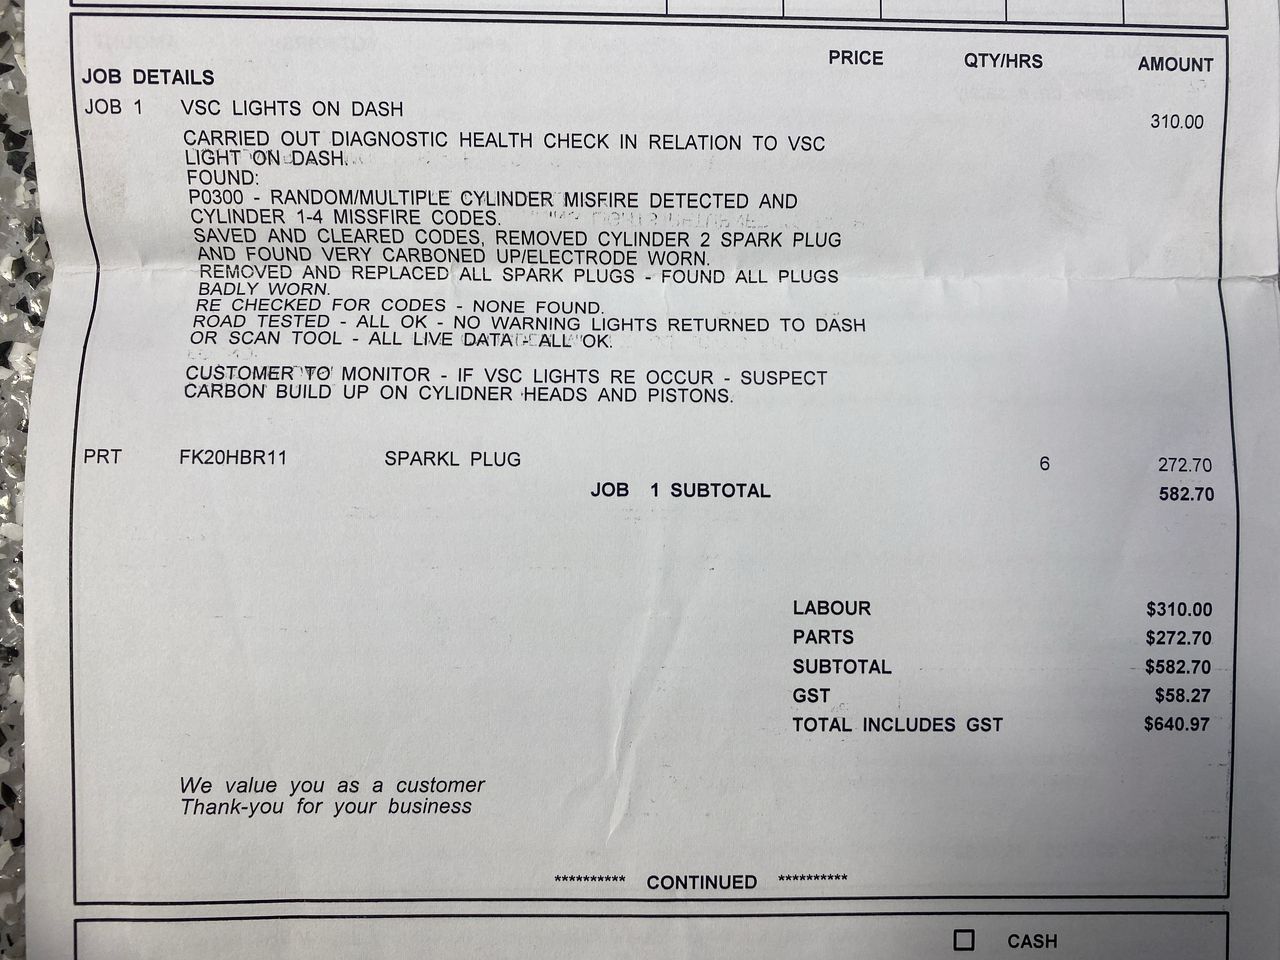 PRICE QTY/HRS AMOUNT
JOB DETAILS
JOB 1 VSC LIGHTS ON DASH 310.00
CARRIED OUT DIAGNOSTIC HEALTH CHECK IN RELATION TO VSC
LIGHT ON DASH.
FOUND:
P0300 - RANDOM/MULTIPLE CYLINDER MISFIRE DETECTED AND
CYLINDER 1-4 MISSFIRE CODES.
SAVED AND CLEARED CODES, REMOVED CYLINDER 2 SPARK PLUG
AND FOUND VERY CARBONED UP/ELECTRODE WORN.
REMOVED AND REPLACED ALL SPARK PLUGS - FOUND ALL PLUGS
BADLY WORN.
RE CHECKED FOR CODES - NONE FOUND.
ROAD TESTED - ALL OK - NO WARNING LIGHTS RETURNED TO DASH
OR SCAN TOOL - ALL LIVE DATA - ALL OK.
CUSTOMER TO MONITOR - IF VSC LIGHTS RE OCCUR - SUSPECT
CARBON BUILD UP ON CYLIDNER HEADS AND PISTONS.
PRT FK20HBR11 SPARKL PLUG 6 272.70
JOB 1 SUBTOTAL 582.70
LABOUR $310.00
PARTS $272.70
SUBTOTAL $582.70
GST $58.27
TOTAL INCLUDES GST $640.97
We value you as a customer
Thank-you for your business
********** CONTINUED **********
CASH